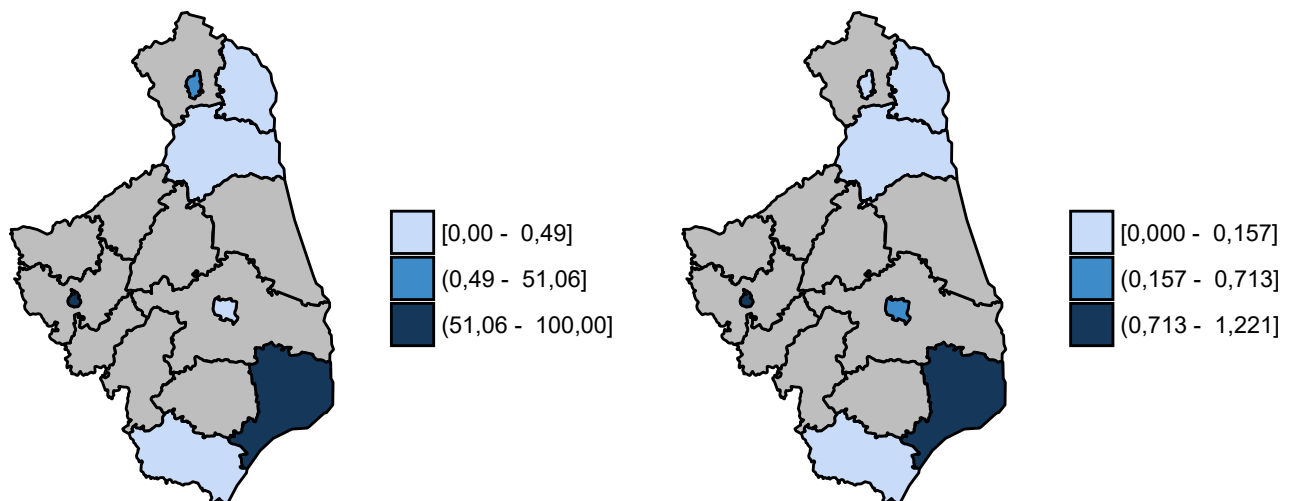 [0,00 - 0,49]
(0,49 - 51,06]
(51,06 - 100,00]
[0,000 - 0,157]
(0,157 - 0,713]
(0,713 - 1,221]